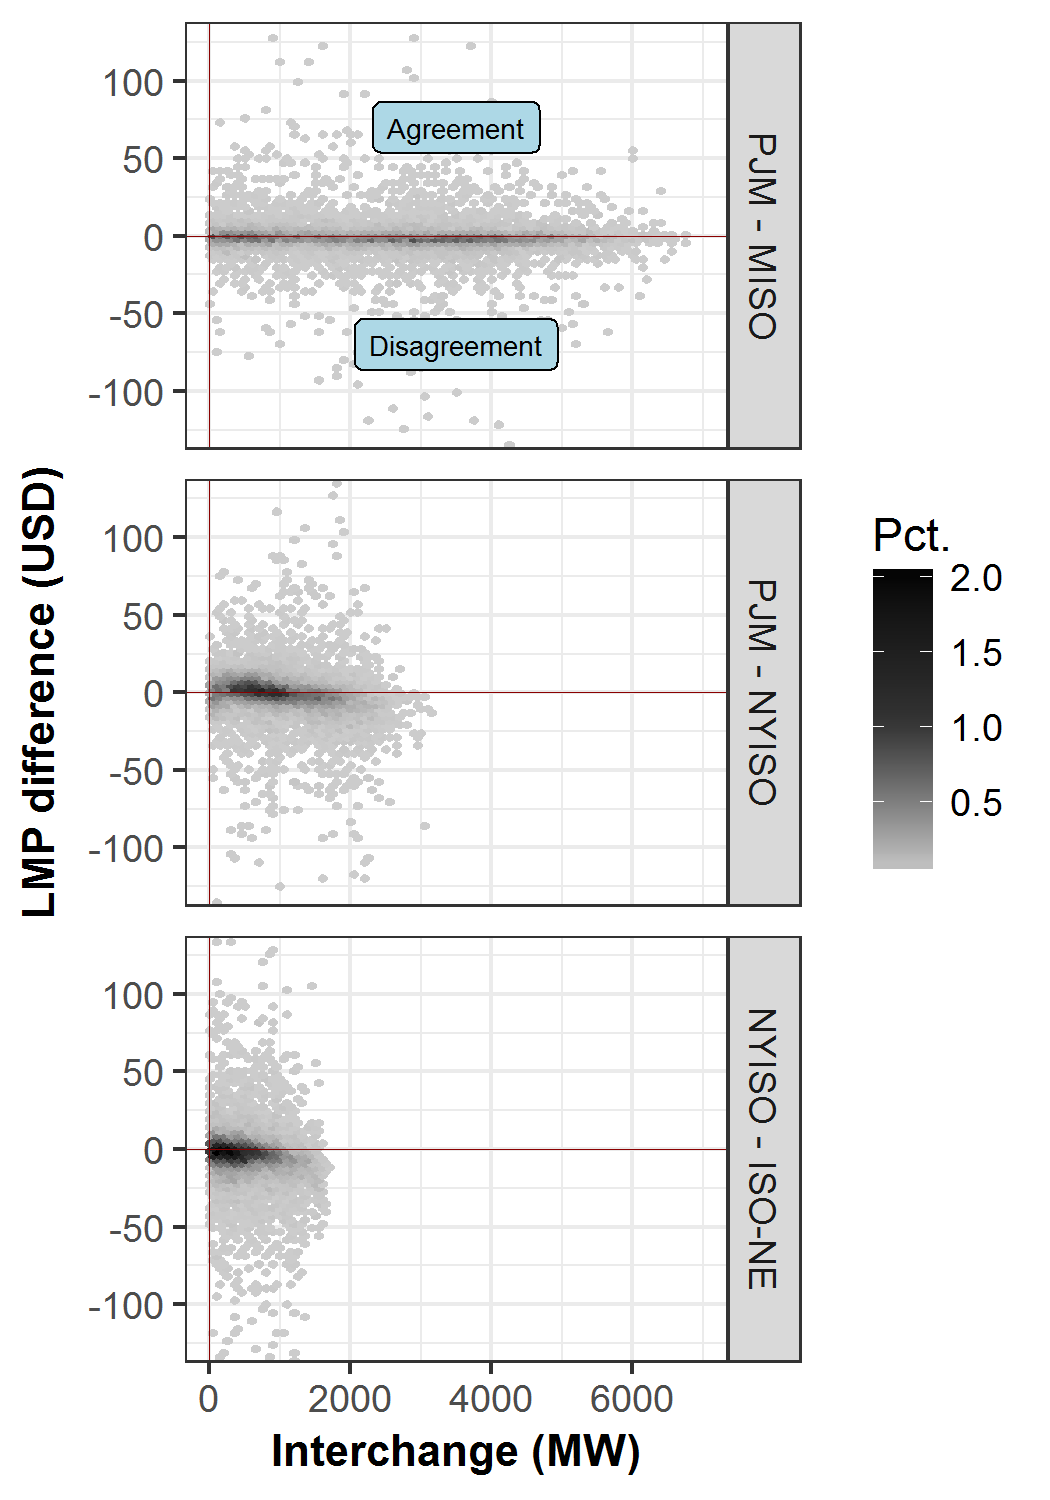 LMP difference (USD)
100
50
0
-50
-100
Agreement
Disagreement
PJM - MISO
100
50
0
-50
-100
PJM - NYISO
100
50
0
-50
-100
NYISO - ISO-NE
0 2000 4000 6000
Interchange (MW)
Pct.
2.0
1.5
1.0
0.5